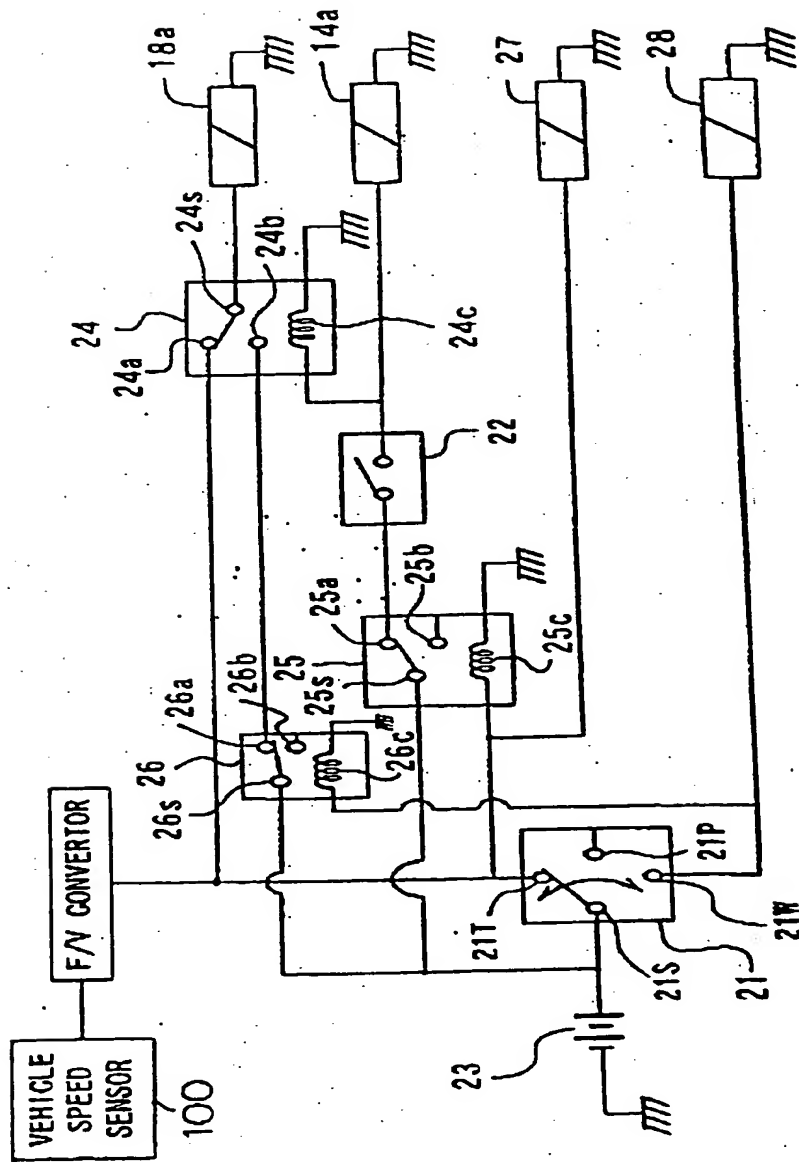 VEHICLE
SPEED
SENSOR
100
F/V CONVERTOR
18a
14a
27
28
24s
24b
24
24a
24c
22
25a
25b
25
25s
25c
26a
26b
26
26s
26c
21P
21T
21W
21S
21
23